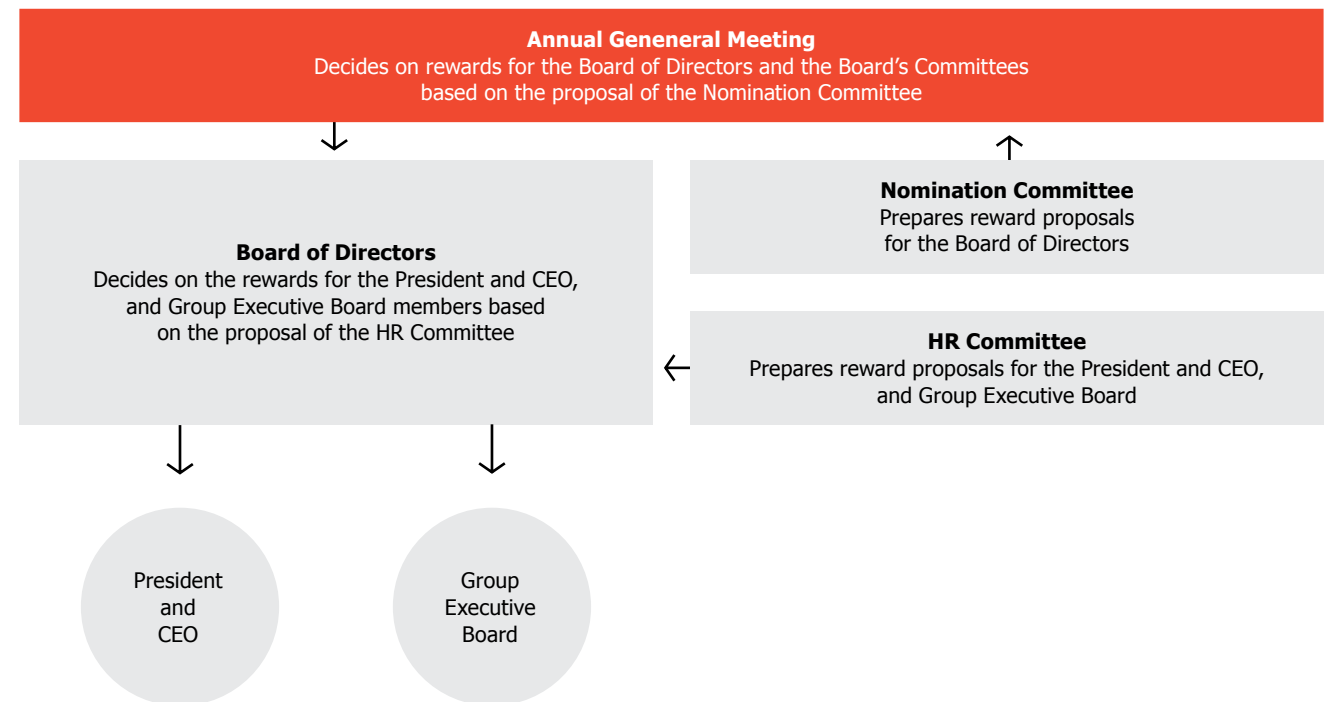 Annual Geneneral Meeting
Decides on rewards for the Board of Directors and the Board’s Committees
based on the proposal of the Nomination Committee
Board of Directors
Decides on the rewards for the President and CEO,
and Group Executive Board members based
on the proposal of the HR Committee
Nomination Committee
Prepares reward proposals
for the Board of Directors
HR Committee
Prepares reward proposals for the President and CEO,
and Group Executive Board
President
and
CEO
Group
Executive
Board